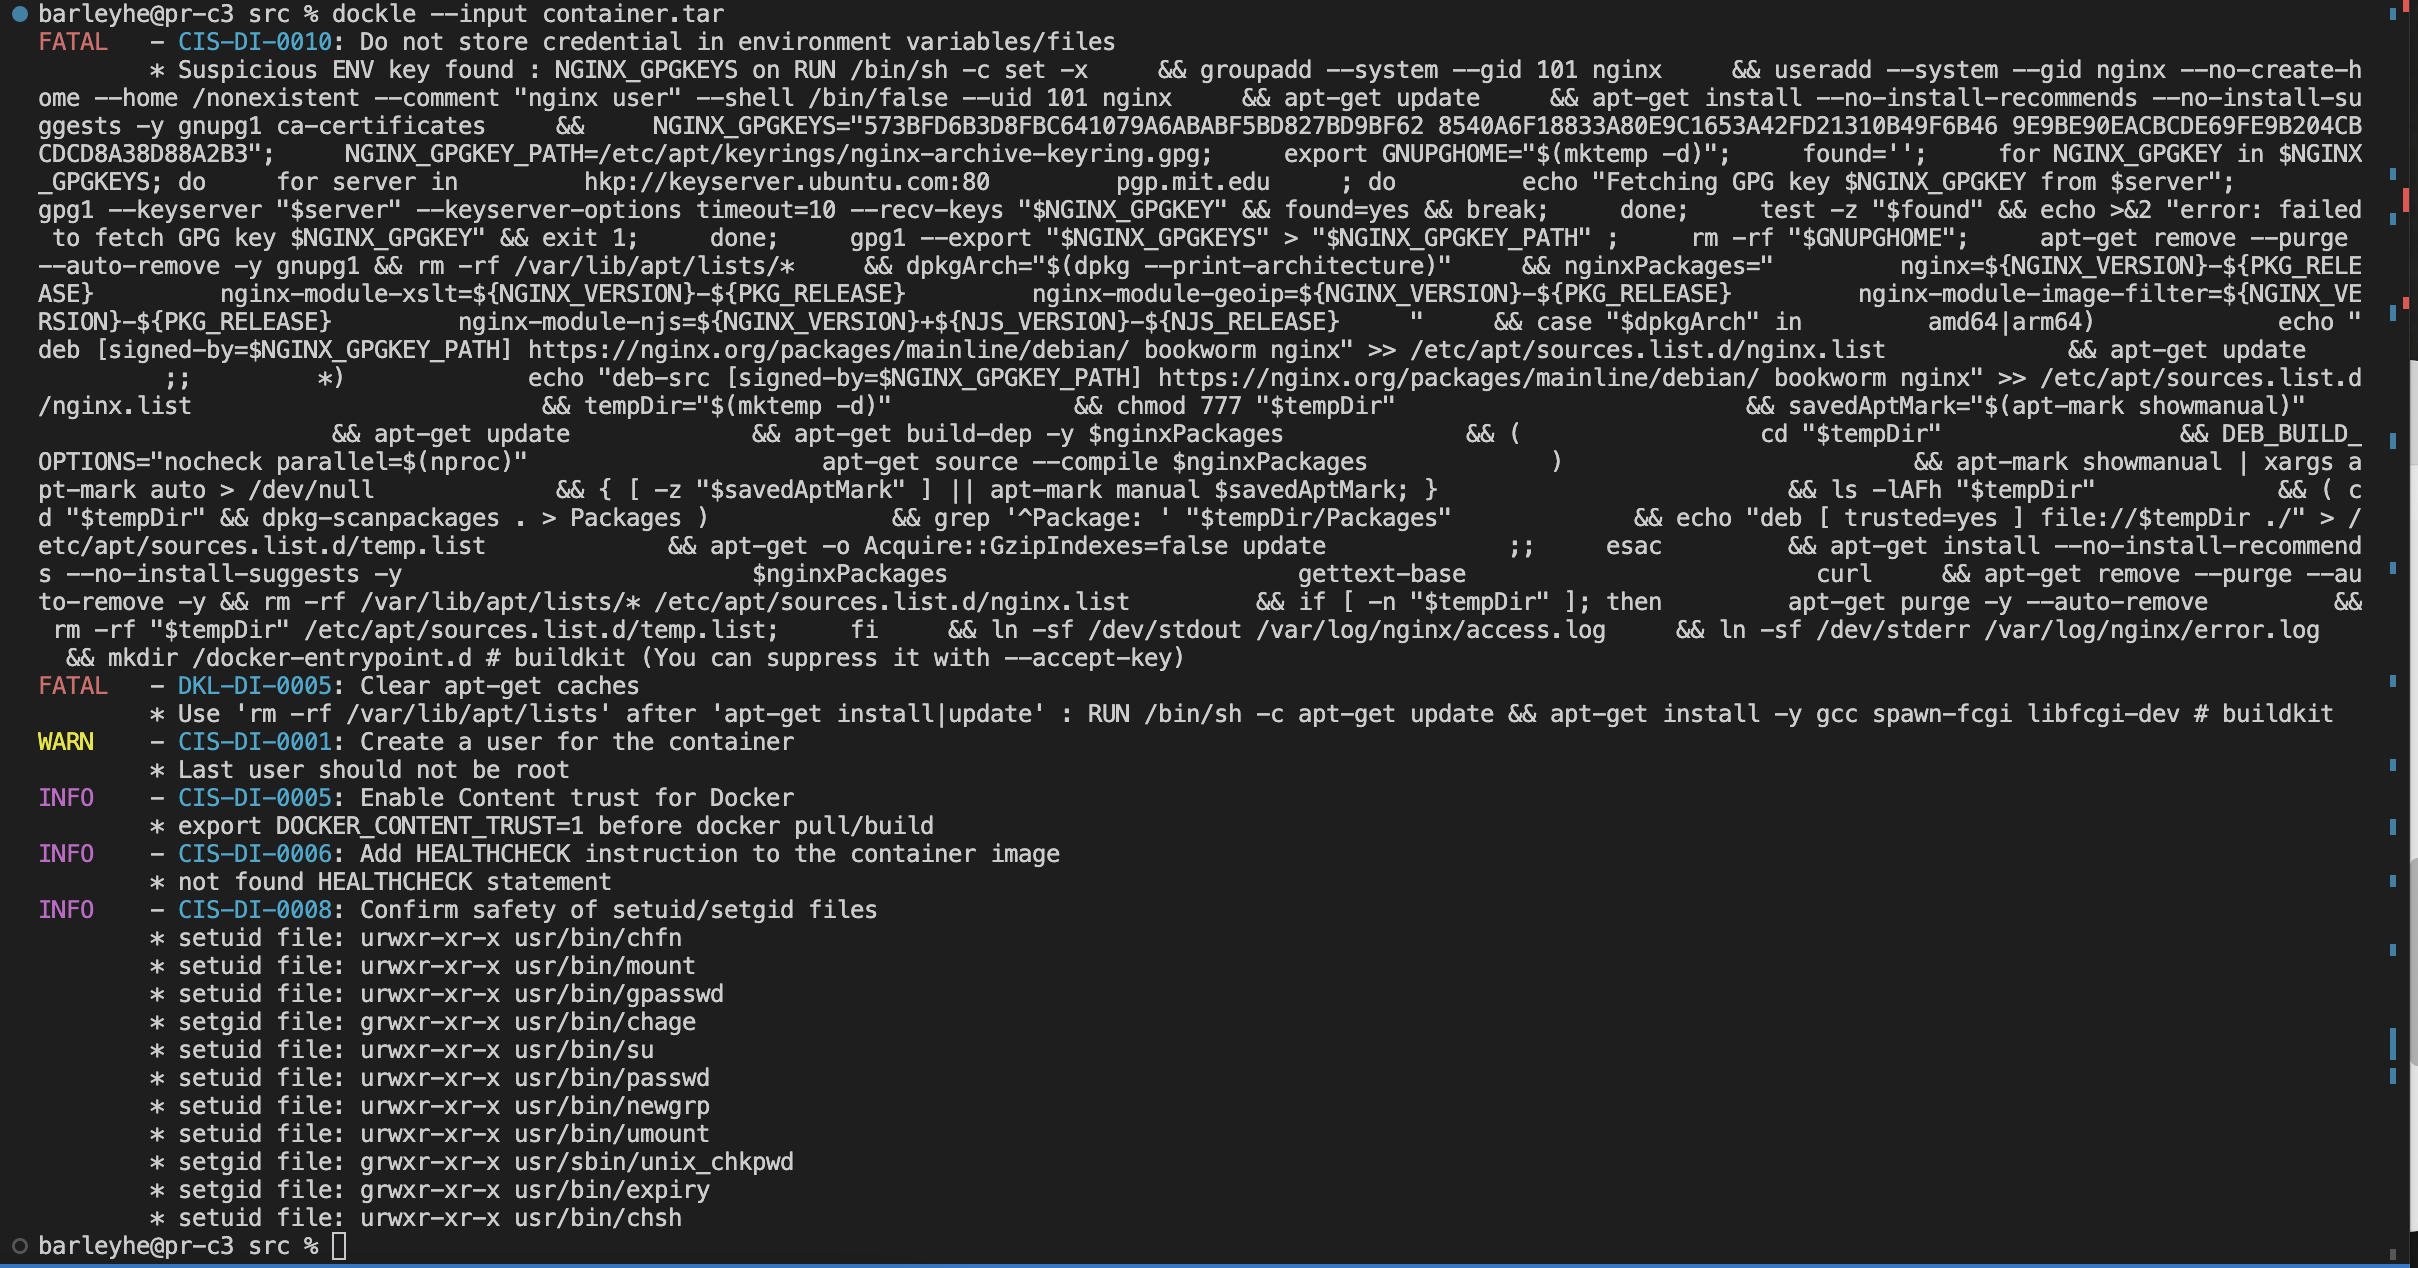 barleyhe@pr-c3 src % dockle --input container.tar
FATAL - CIS-DI-0010: Do not store credential in environment variables/files
* Suspicious ENV key found : NGINX_GPGKEYS on RUN /bin/sh -c set -x && groupadd --system --gid 101 nginx && useradd --system --gid nginx --no-create-h
ome --home /nonexistent --comment "nginx user" --shell /bin/false --uid 101 nginx && apt-get update && apt-get install --no-install-recommends --no-install-su
ggests -y gnupg1 ca-certificates && NGINX_GPGKEYS="573BFD6B3D8FBC641079A6ABABF5BD827BD9BF62 8540A6F18833A80E9C1653A42FD21310B49F6B46 9E9BE90EACBCDE69FE9B204CB
CDCD8A38D88A2B3"; NGINX_GPGKEY_PATH=/etc/apt/keyrings/nginx-archive-keyring.gpg; export GNUPGHOME="$(mktemp -d)"; found=''; for NGINX_GPGKEY in $NGINX
_GPGKEYS; do for server in hkp://keyserver.ubuntu.com:80 pgp.mit.edu ; do echo "Fetching GPG key $NGINX_GPGKEY from $server";
gpg1 --keyserver "$server" --keyserver-options timeout=10 --recv-keys "$NGINX_GPGKEY" && found=yes && break; done; test -z "$found" && echo >&2 "error: failed
to fetch GPG key $NGINX_GPGKEY" && exit 1; done; gpg1 --export "$NGINX_GPGKEYS" > "$NGINX_GPGKEY_PATH" ; rm -rf "$GNUPGHOME"; apt-get remove --purge
--auto-remove -y gnupg1 && rm -rf /var/lib/apt/lists/* && dpkgArch="$(dpkg --print-architecture)" && nginxPackages=" nginx=${NGINX_VERSION}-${PKG_RELE
ASE} nginx-module-xslt=${NGINX_VERSION}-${PKG_RELEASE} nginx-module-geoip=${NGINX_VERSION}-${PKG_RELEASE} nginx-module-image-filter=${NGINX_VE
RSION}-${PKG_RELEASE} nginx-module-njs=${NGINX_VERSION}+${NJS_VERSION}-${NJS_RELEASE} " && case "$dpkgArch" in amd64|arm64) echo "
deb [signed-by=$NGINX_GPGKEY_PATH] https://nginx.org/packages/mainline/debian/ bookworm nginx" >> /etc/apt/sources.list.d/nginx.list && apt-get update
;; *) echo "deb-src [signed-by=$NGINX_GPGKEY_PATH] https://nginx.org/packages/mainline/debian/ bookworm nginx" >> /etc/apt/sources.list.d
/nginx.list && tempDir="$(mktemp -d)" && chmod 777 "$tempDir" && savedAptMark="$(apt-mark showmanual)"
&& apt-get update && apt-get build-dep -y $nginxPackages && ( cd "$tempDir" && DEB_BUILD_
OPTIONS="nocheck parallel=$(nproc)" apt-get source --compile $nginxPackages ) && apt-mark showmanual | xargs a
pt-mark auto > /dev/null && { [ -z "$savedAptMark" ] || apt-mark manual $savedAptMark; } && ls -lAFh "$tempDir" && ( c
d "$tempDir" && dpkg-scanpackages . > Packages ) && grep '^Package: ' "$tempDir/Packages" && echo "deb [ trusted=yes ] file://$tempDir ./" > /
etc/apt/sources.list.d/temp.list && apt-get -o Acquire::GzipIndexes=false update ;; esac && apt-get install --no-install-recommend
s --no-install-suggests -y $nginxPackages gettext-base curl && apt-get remove --purge --au
to-remove -y && rm -rf /var/lib/apt/lists/* /etc/apt/sources.list.d/nginx.list && if [ -n "$tempDir" ]; then apt-get purge -y --auto-remove &&
rm -rf "$tempDir" /etc/apt/sources.list.d/temp.list; fi && ln -sf /dev/stdout /var/log/nginx/access.log && ln -sf /dev/stderr /var/log/nginx/error.log
&& mkdir /docker-entrypoint.d # buildkit (You can suppress it with --accept-key)
FATAL - DKL-DI-0005: Clear apt-get caches
* Use 'rm -rf /var/lib/apt/lists' after 'apt-get install|update' : RUN /bin/sh -c apt-get update && apt-get install -y gcc spawn-fcgi libfcgi-dev # buildkit
WARN - CIS-DI-0001: Create a user for the container
* Last user should not be root
INFO - CIS-DI-0005: Enable Content trust for Docker
* export DOCKER_CONTENT_TRUST=1 before docker pull/build
INFO - CIS-DI-0006: Add HEALTHCHECK instruction to the container image
* not found HEALTHCHECK statement
INFO - CIS-DI-0008: Confirm safety of setuid/setgid files
* setuid file: urwxr-xr-x usr/bin/chfn
* setuid file: urwxr-xr-x usr/bin/mount
* setuid file: urwxr-xr-x usr/bin/gpasswd
* setgid file: grwxr-xr-x usr/bin/chage
* setuid file: urwxr-xr-x usr/bin/su
* setuid file: urwxr-xr-x usr/bin/passwd
* setuid file: urwxr-xr-x usr/bin/newgrp
* setuid file: urwxr-xr-x usr/bin/umount
* setgid file: grwxr-xr-x usr/sbin/unix_chkpwd
* setgid file: grwxr-xr-x usr/bin/expiry
* setuid file: urwxr-xr-x usr/bin/chsh
barleyhe@pr-c3 src %